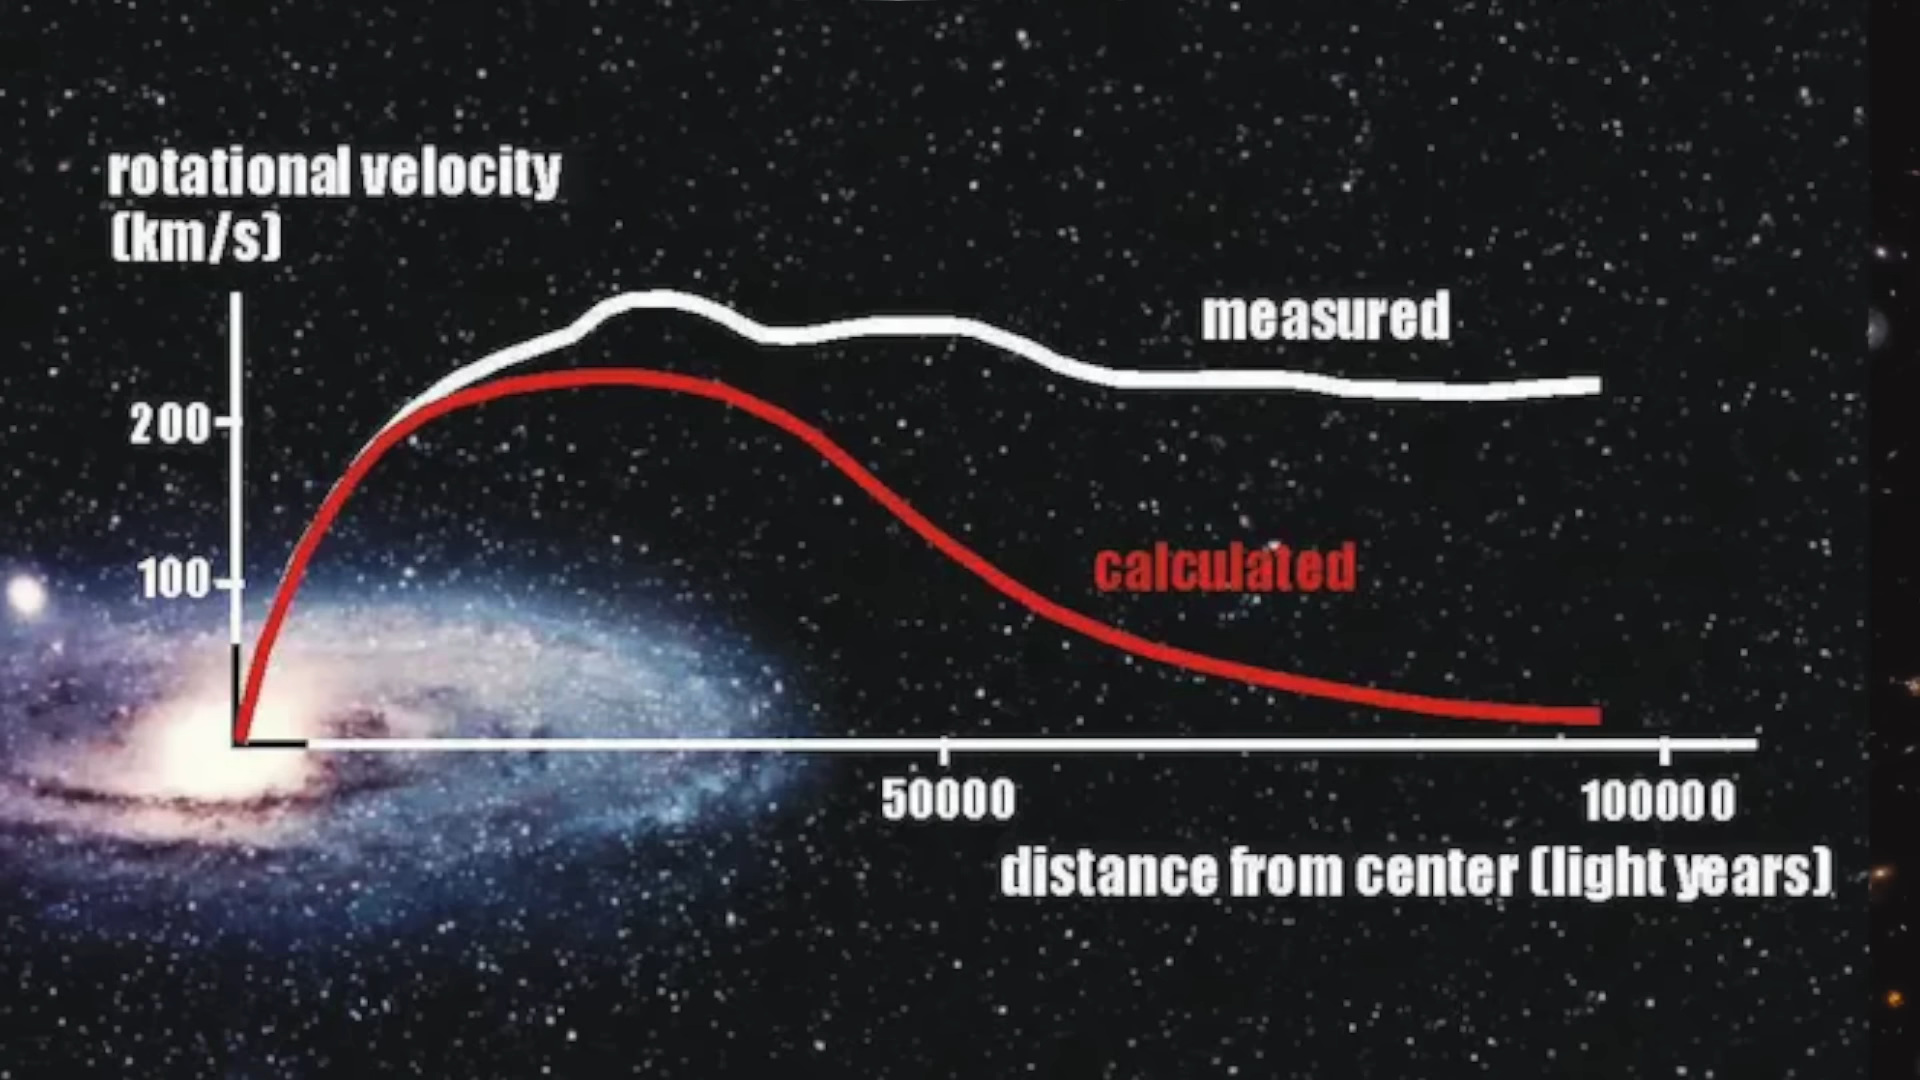 rotational velocity
(km/s)
measured
200
calculated
100
50000
100000
distance from center (light years)